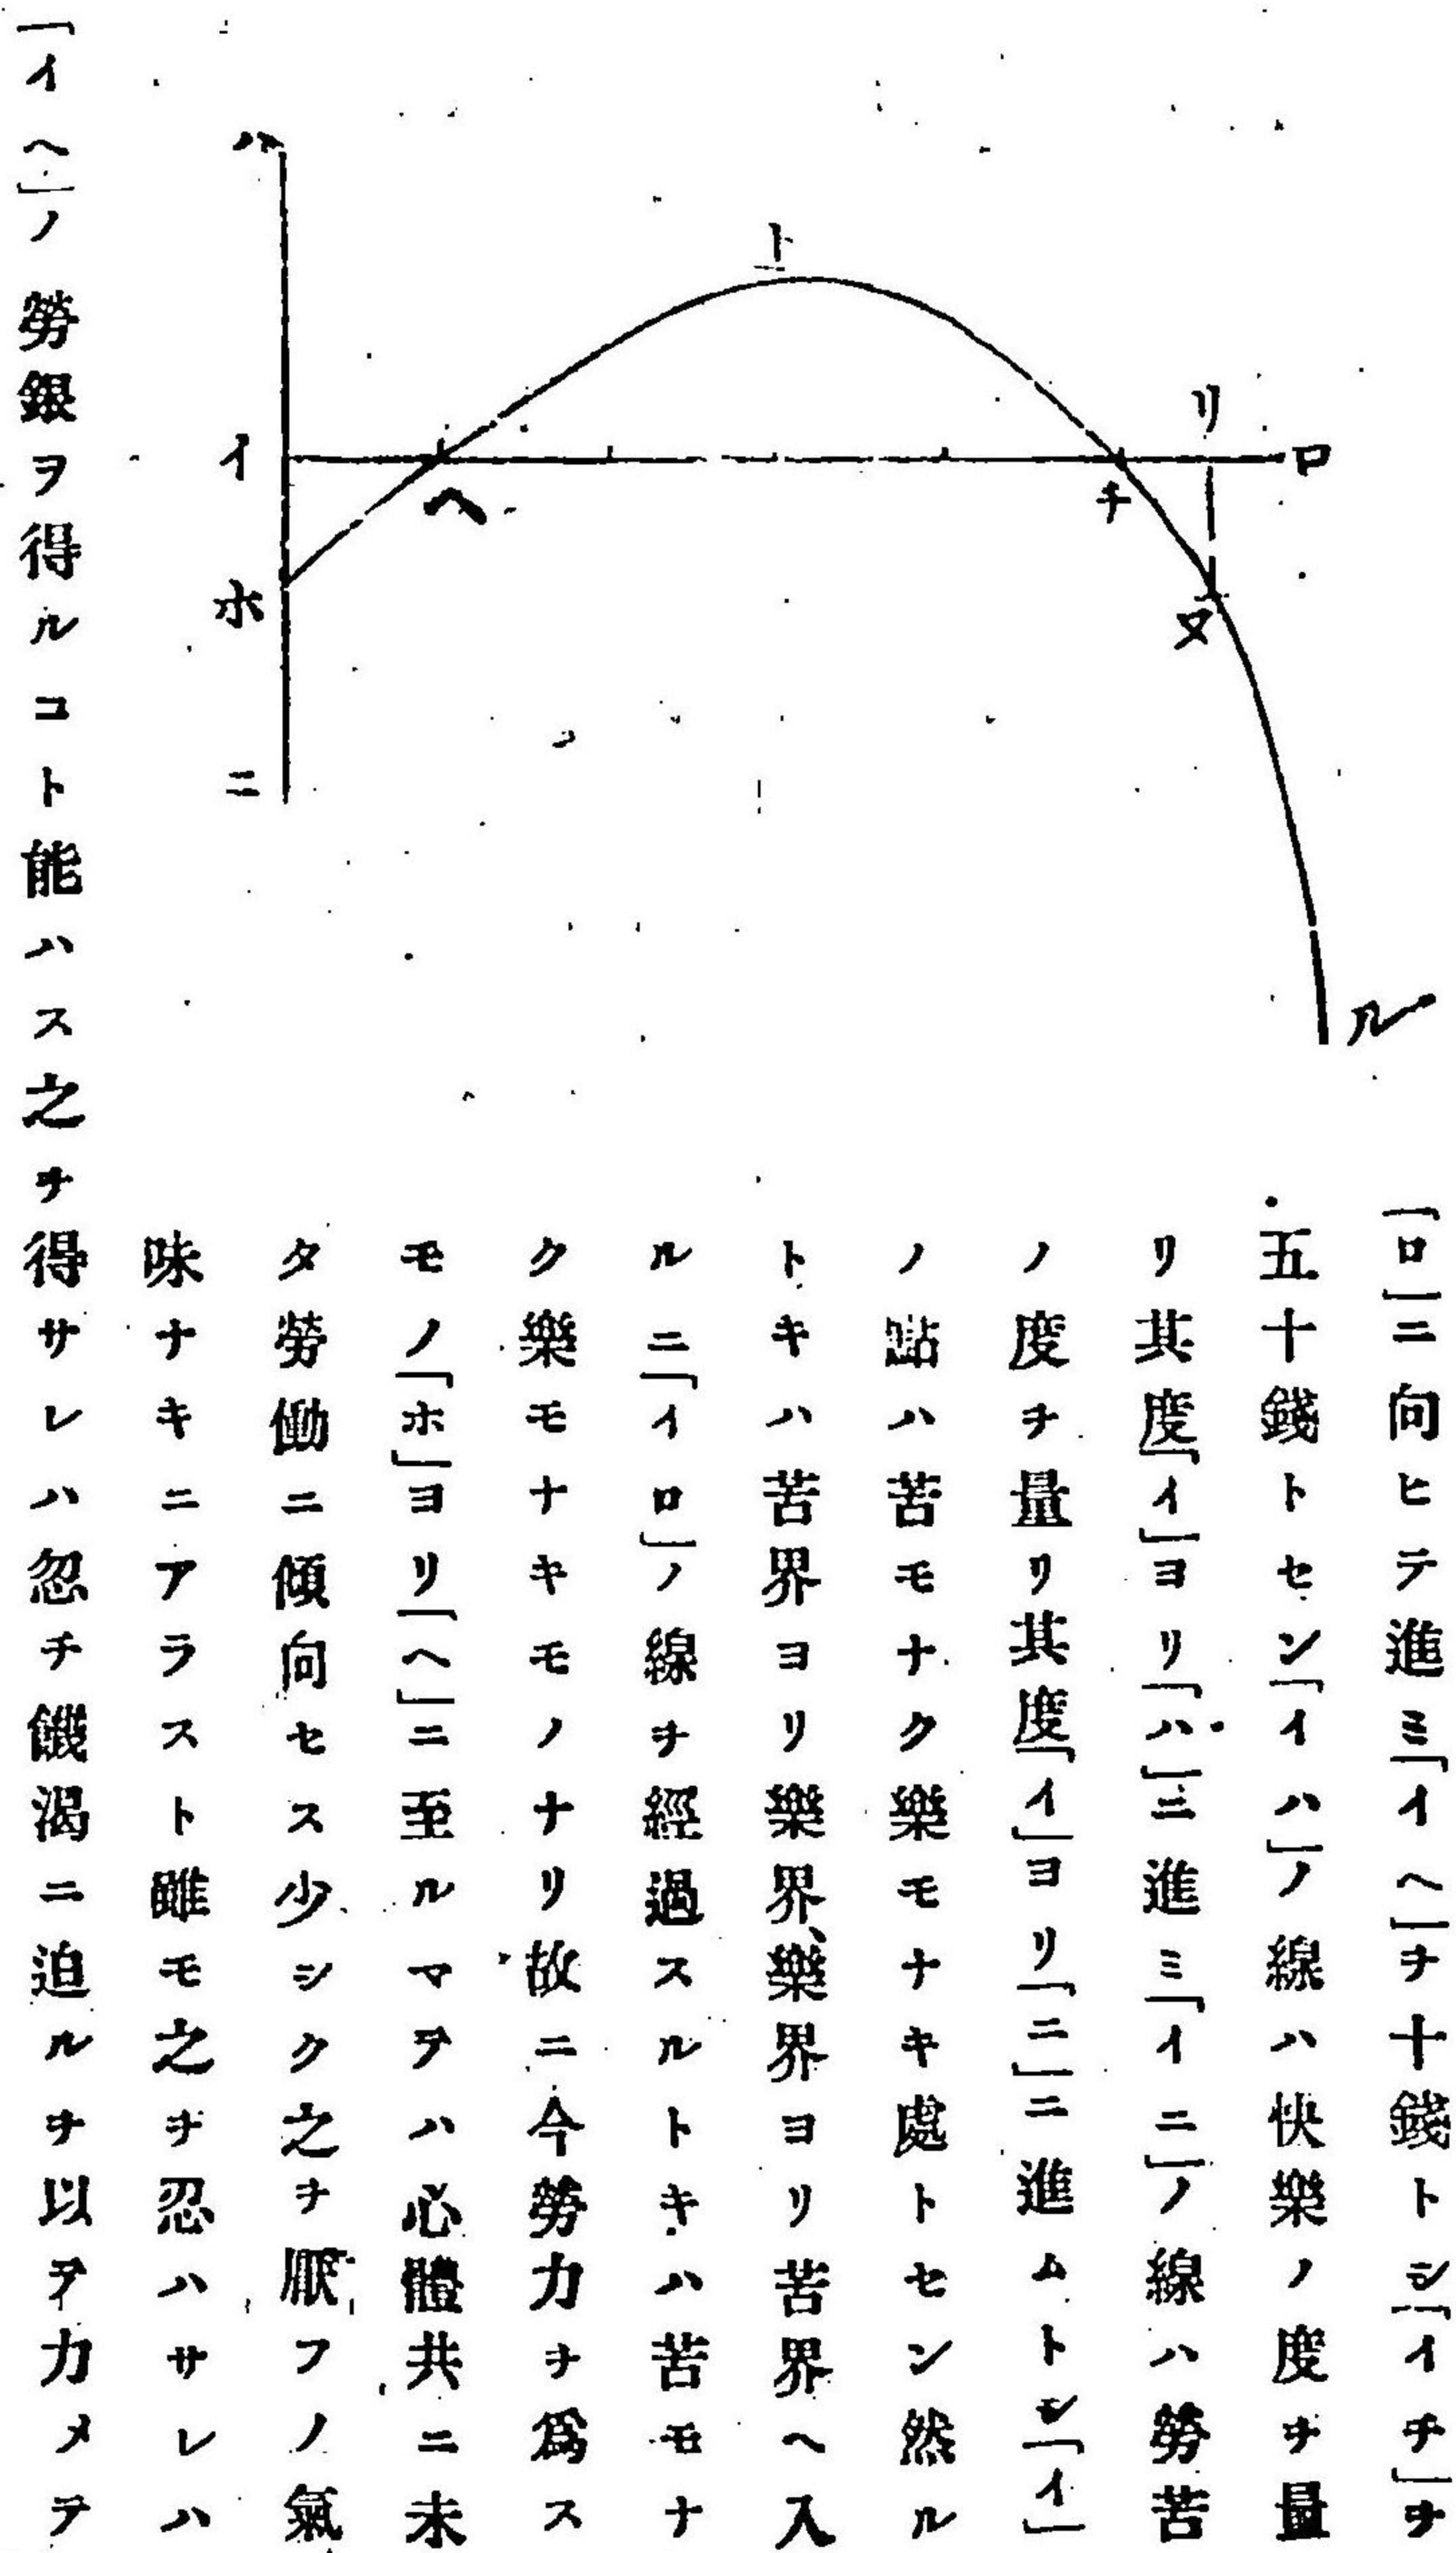 「ロ」ニ向ヒテ進ミ「イヘ」ヲ十錢トシ「イチ」ヲ
五十錢トセン「イハ」ノ線ハ快樂ノ度ヲ量
リ其度「イ」ヨリ「ハ」ニ進ミ「イニ」ノ線ハ勞苦
ノ度ヲ量リ其度「イ」ヨリ「ニ」ニ進ムトシ「イ」
ノ點ハ苦モナク樂モナキ處トセン然ル
トキハ苦界ヨリ樂界、樂界ヨリ苦界ヘ入
ルニ「イロ」ノ線ヲ經過スルトキハ苦モナ
ク樂モナキモノナリ故ニ今勞力ヲ爲ス
モノ「ホ」ヨリ「ヘ」ニ至ルマテハ心體共ニ未
タ勞働ニ傾向セス少シク之ヲ厭フノ氣
味ナキニアラスト雖モ之ヲ忍ハサレハ
「イヘ」ノ勞銀ヲ得ルコト能ハス之ヲ得サレハ忽チ饑渴ニ迫ルヲ以テ力メテ
ハ
ト
リ
イ
ロ
ヘ
チ
ホ
ヌ
ニ
ル